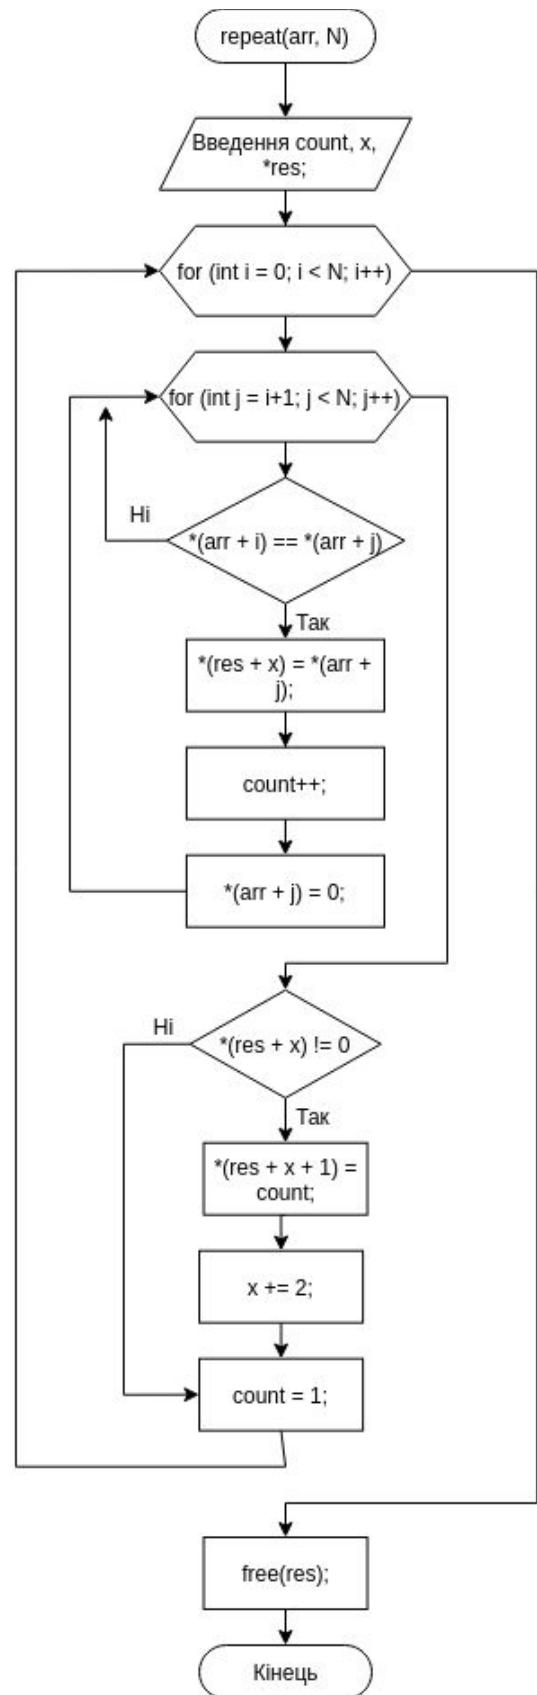 repeat(arr, N)
Введення count, x,
*res;
for (int i = 0; i < N; i++)
for (int j = i+1; j < N; j++)
Ні
*(arr + i) == *(arr + j)
Так
*(res + x) = *(arr +
j);
count++;
*(arr + j) = 0;
Ні
*(res + x) != 0
Так
*(res + x + 1) =
count;
x += 2;
count = 1;
free(res);
Кінець